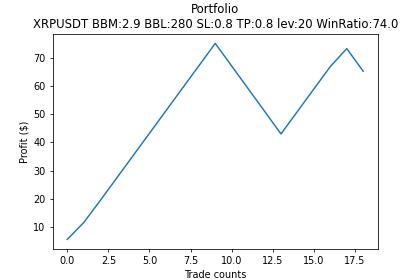 Portfolio
XRPUSDT BBM:2.9 BBL:280 SL:0.8 TP:0.8 lev:20 WinRatio:74.0
70
60
50
40
30
20
10
Profit ($)
0.0 2.5 5.0 7.5 10.0 12.5 15.0 17.5
Trade counts